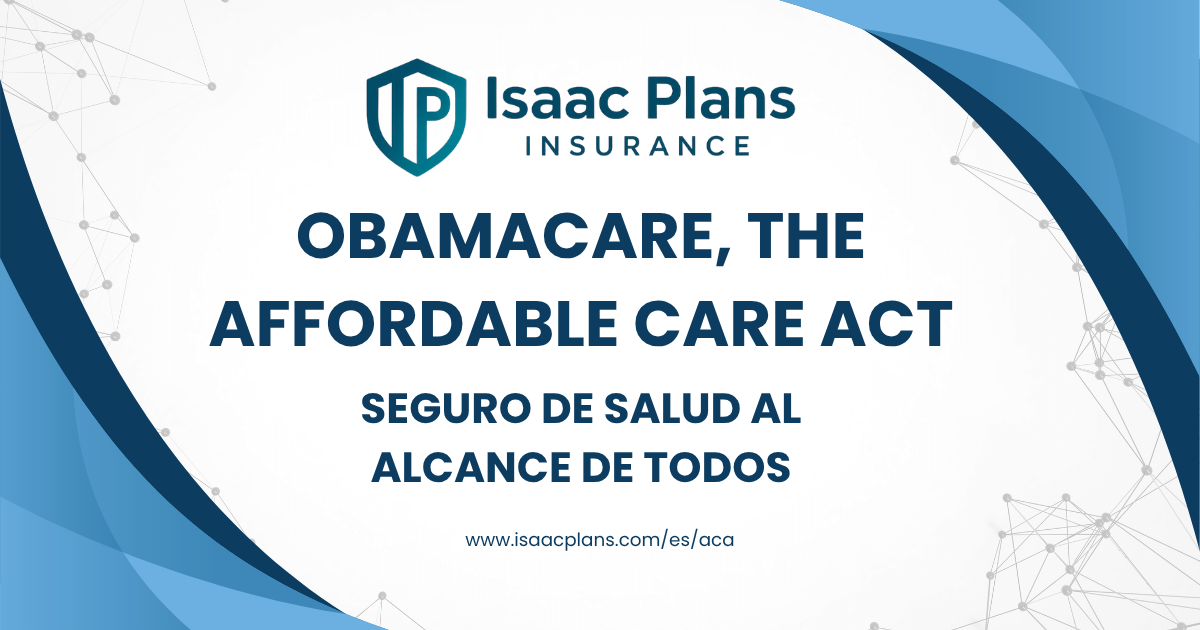 IP
Isaac Plans
INSURANCE
OBAMACARE, THE
AFFORDABLE CARE ACT
SEGURO DE SALUD AL
ALCANCE DE TODOS
www.isaacplans.com/es/aca